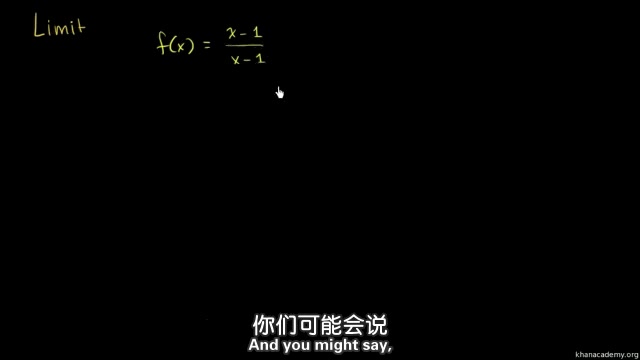 Limit
f(x) = x-1 / x-1
你们可能会说
And you might say,
khanacademy.org